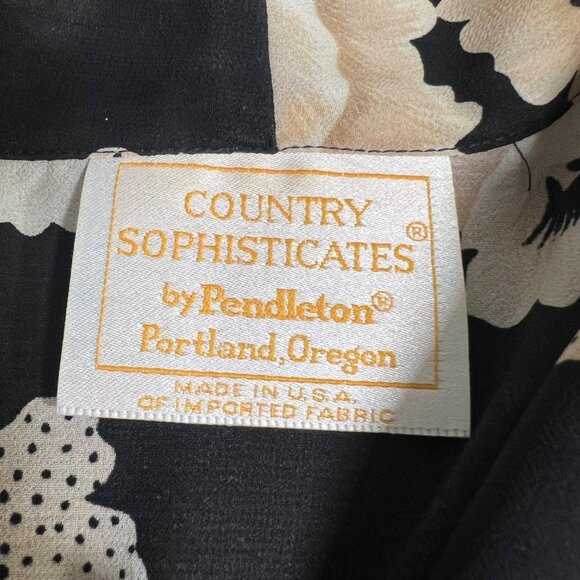 COUNTRY
SOPHISTICATES®
by Pendleton®
Portland, Oregon
MADE IN U.S.A.
OF IMPORTED FABRIC